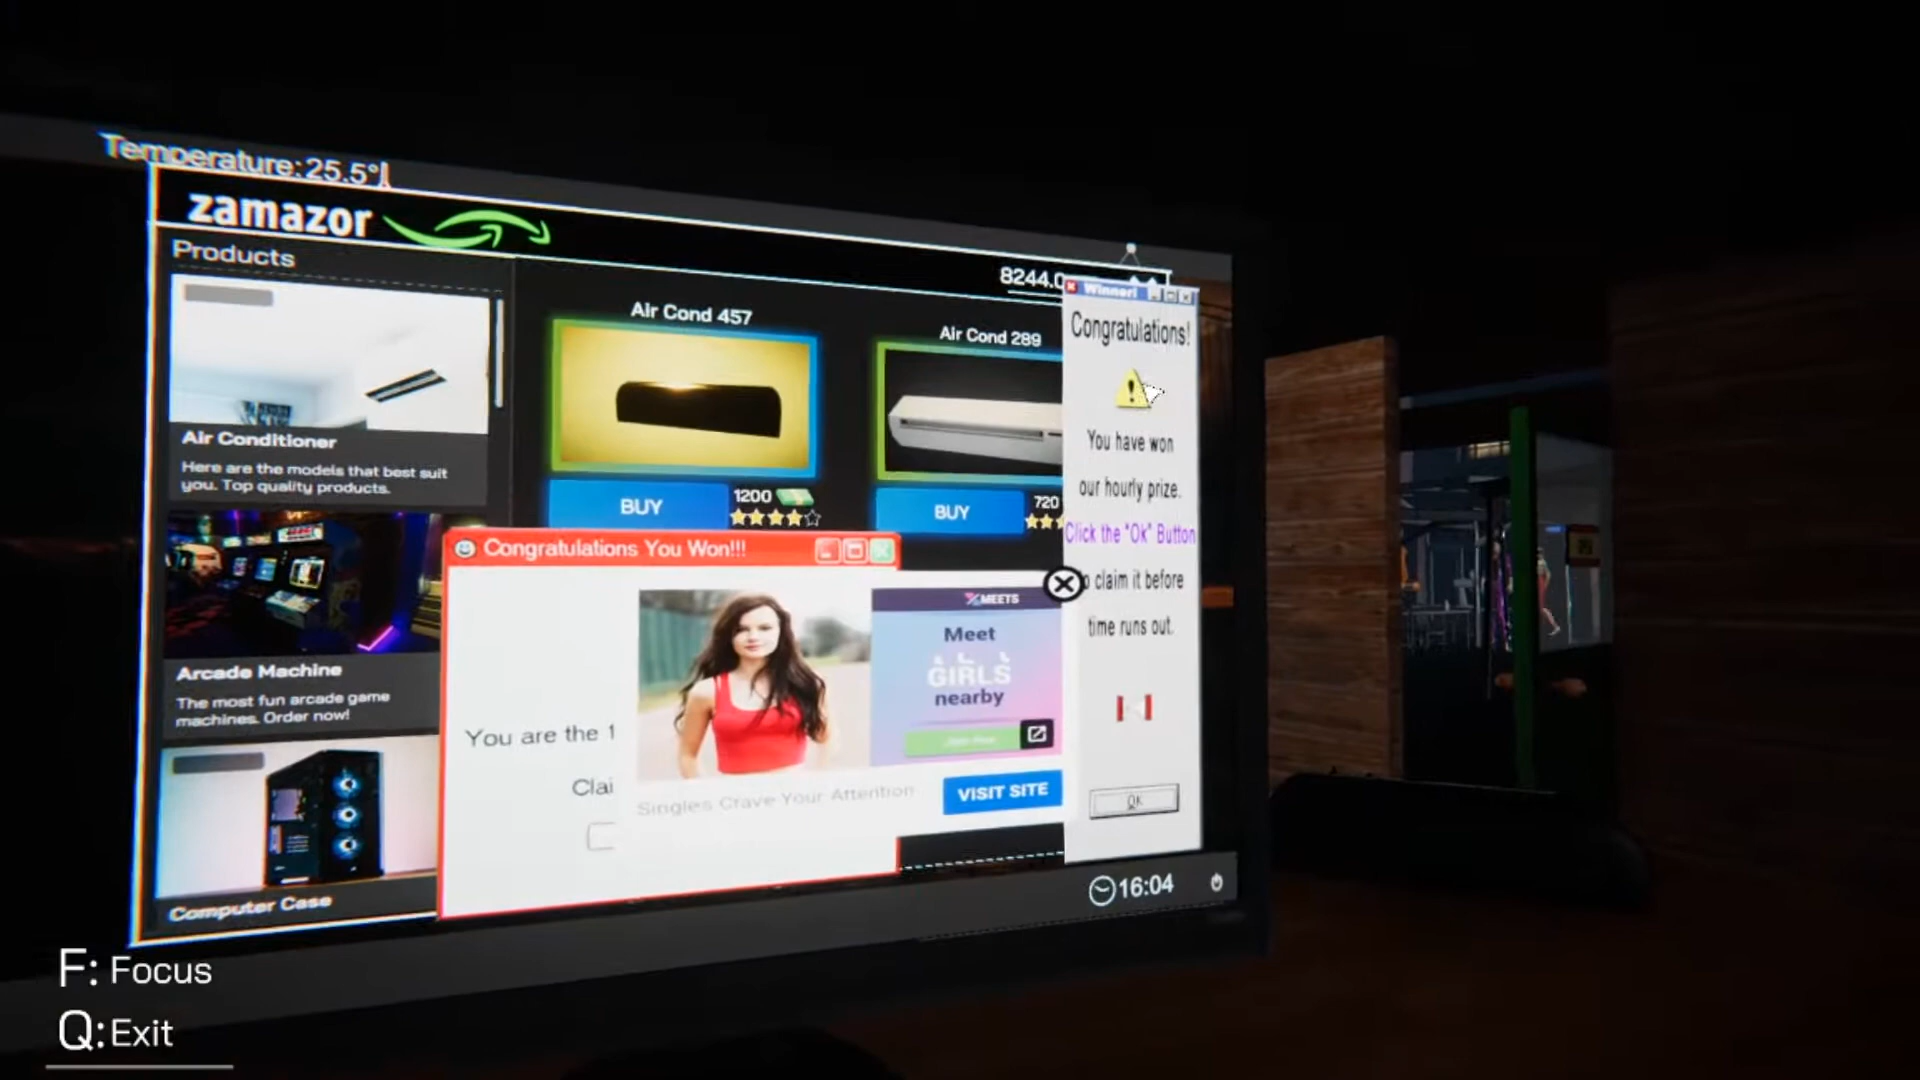 Temperature:25.5°
zamazor
Products
8244.0
Air Conditioner
Here are the models that best suit
you. Top quality products.
Arcade Machine
The most fun arcade game
machines. Order now!
Computer Case
Air Cond 457
BUY
1200
Air Cond 289
BUY
720
Congratulations You Won!!!
You are the 1
Clai
MEETS
Meet
GIRLS
nearby
Singles Crave Your Attention
VISIT SITE
Winner!
Congratulations!
You have won
our hourly prize.
Click the "Ok" Button
o claim it before
time runs out.
OK
16:04
F: Focus
Q: Exit